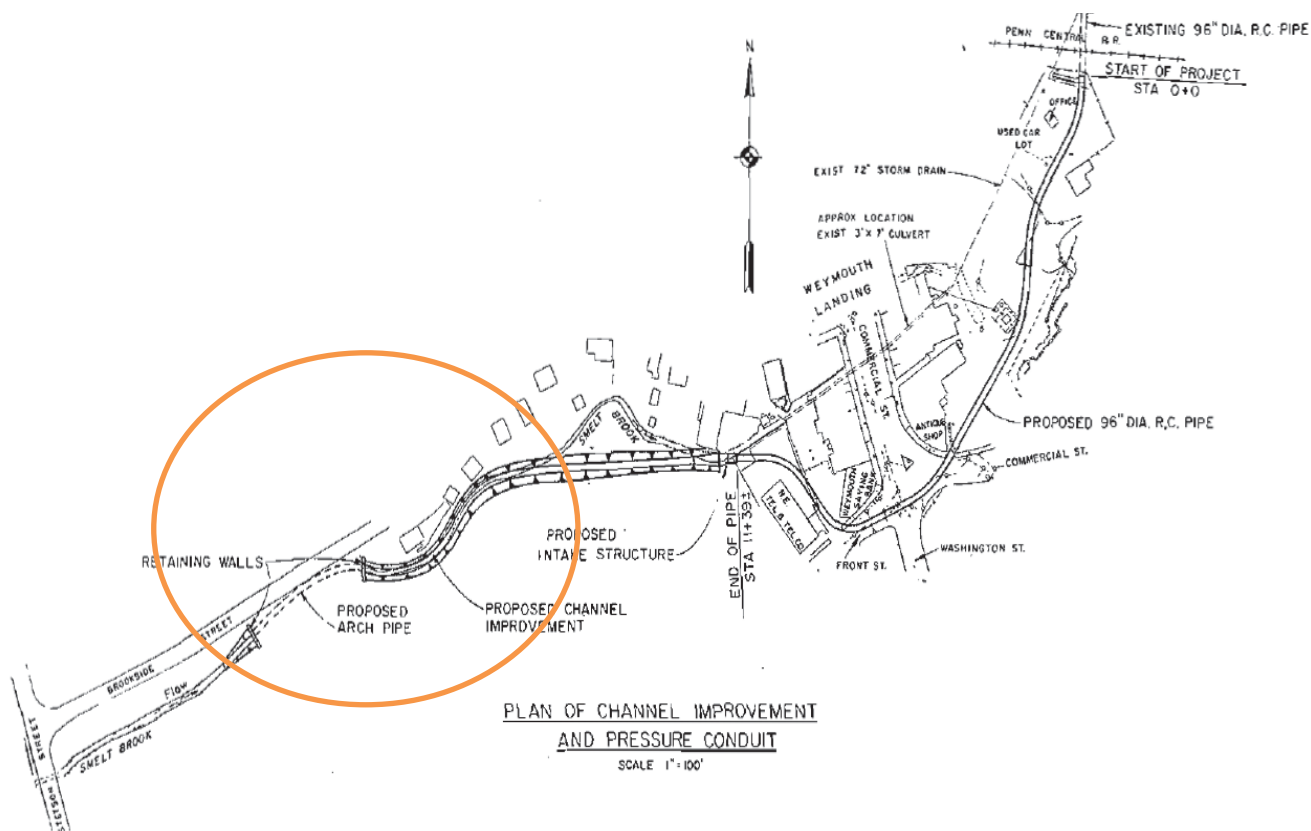 PENN CENTRAL R.R.
EXISTING 96" DIA. R.C. PIPE
START OF PROJECT
STA 0+0
OFFICE
USED CAR
LOT
N
EXIST 72" STORM DRAIN
APPROX LOCATION
EXIST 3' X 7' CULVERT
WEYMOUTH
LANDING
COMMERCIAL ST.
SMELT
BROOK
ANTIQUE
SHOP
PROPOSED 96" DIA. R.C. PIPE
COMMERCIAL ST.
WEYMOUTH
SAVING
BANK
N.E.
TEL. & TEL. CO.
PROPOSED
INTAKE STRUCTURE
END OF PIPE
STA 11+39±
FRONT ST.
WASHINGTON ST.
RETAINING WALLS
PROPOSED
ARCH PIPE
PROPOSED CHANNEL
IMPROVEMENT
BROOKSIDE STREET
FLOW
SMELT BROOK
STETSON STREET
PLAN OF CHANNEL IMPROVEMENT
AND PRESSURE CONDUIT
SCALE 1"=100'